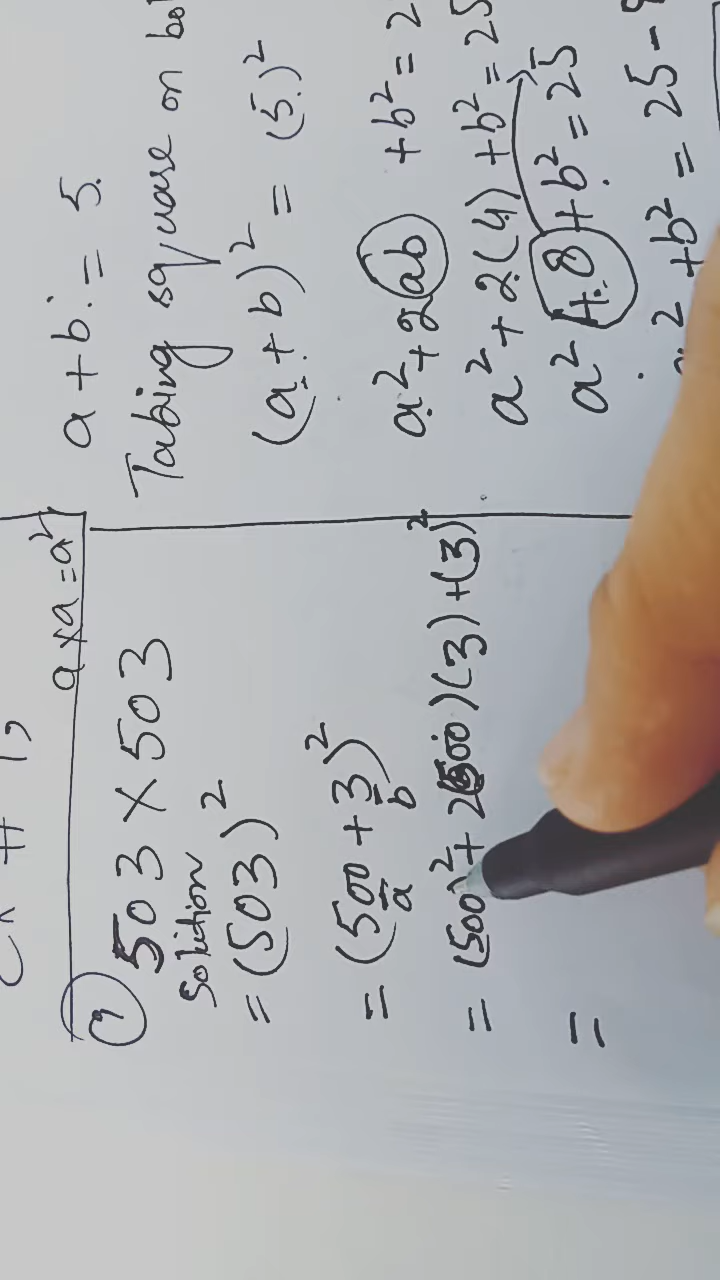 a×a=a²
9 503 × 503
Solution
= (503)²
= (500 + 3)²
a b
= (500)² + 2(500)(3) + (3)²
=
a + b = 5
Taking square on
(a + b)² = (5)²
a² + 2ab + b² = 2
a² + 2(4) + b² = 25
a² + 8 + b² = 25
a² + b² = 25 -